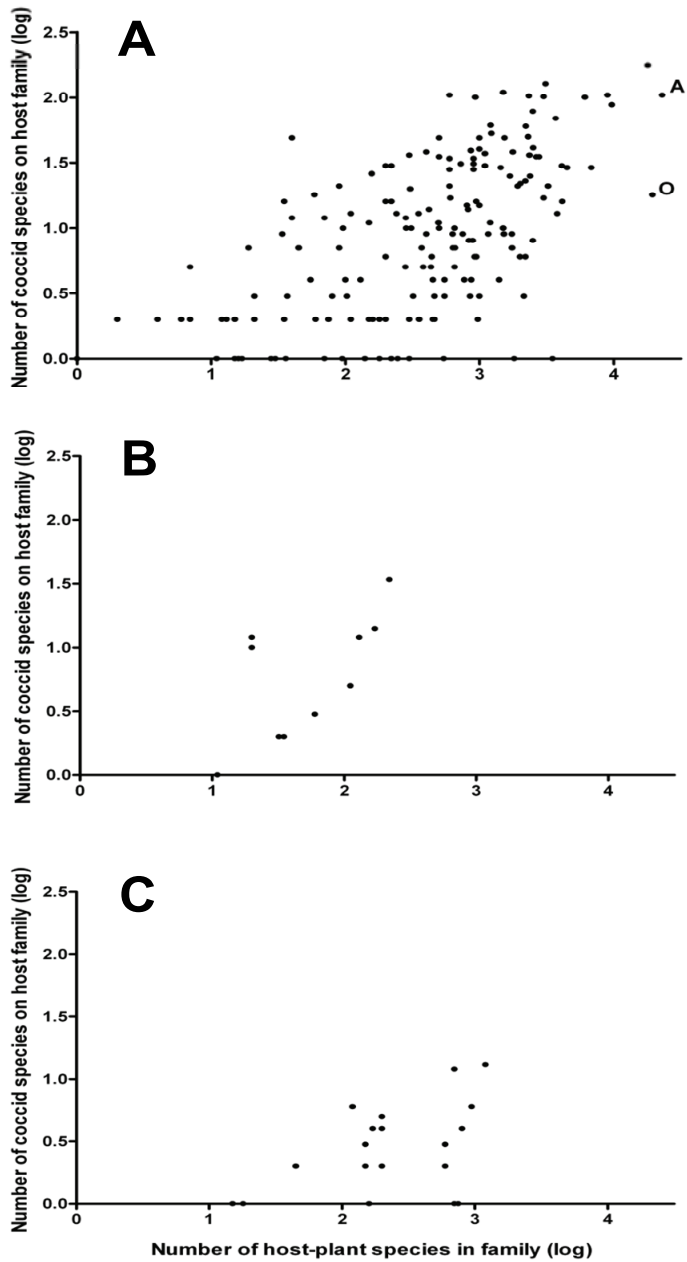 A
Number of coccid species on host family (log)
2.5
2.0
1.5
1.0
0.5
0.0
0 1 2 3 4
A
O
B
Number of coccid species on host family (log)
2.5
2.0
1.5
1.0
0.5
0.0
0 1 2 3 4
C
Number of coccid species on host family (log)
2.5
2.0
1.5
1.0
0.5
0.0
0 1 2 3 4
Number of host-plant species in family (log)